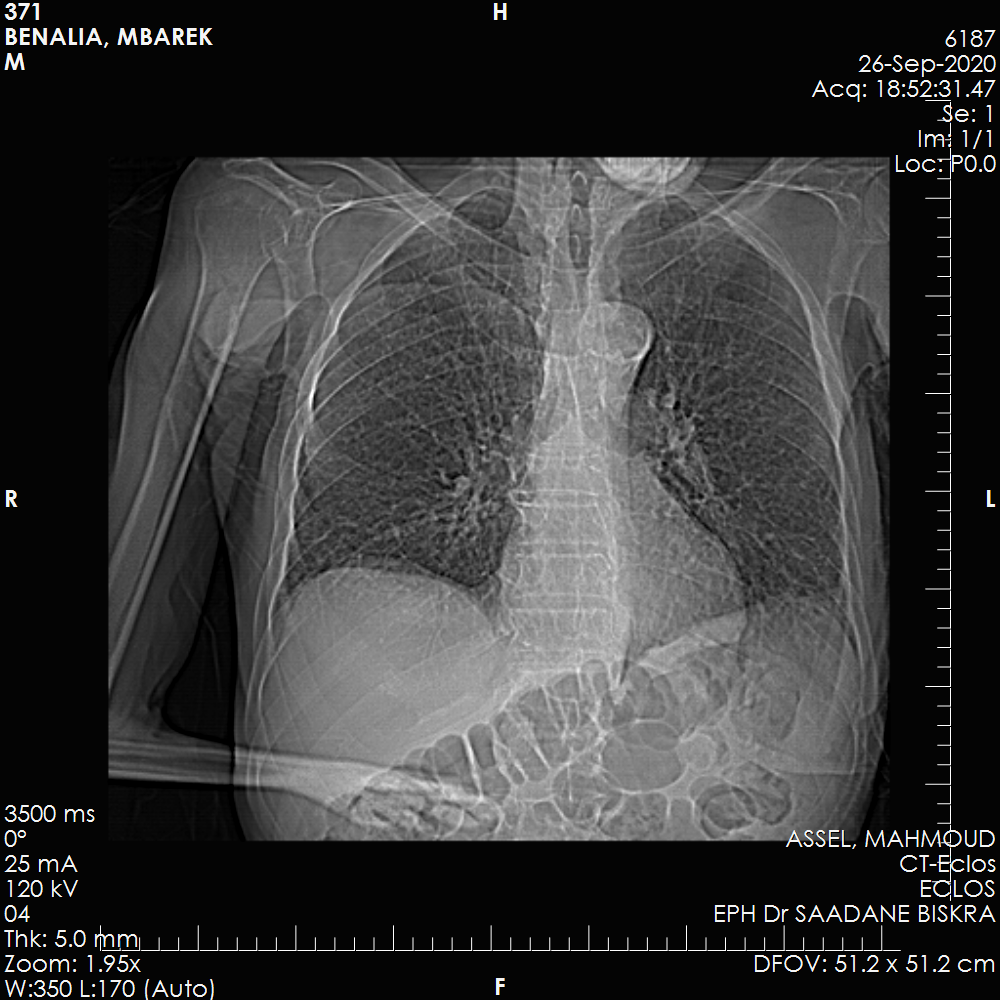 371
BENALIA, MBAREK
M
H
6187
26-Sep-2020
Acq: 18:52:31.47
Se: 1
Im: 1/1
Loc: P0.0
R
L
3500 ms
0°
25 mA
120 kV
04
Thk: 5.0 mm
Zoom: 1.95x
W:350 L:170 (Auto)
F
ASSEL, MAHMOUD
CT-Eclos
ECLOS
EPH Dr SAADANE BISKRA
DFOV: 51.2 x 51.2 cm